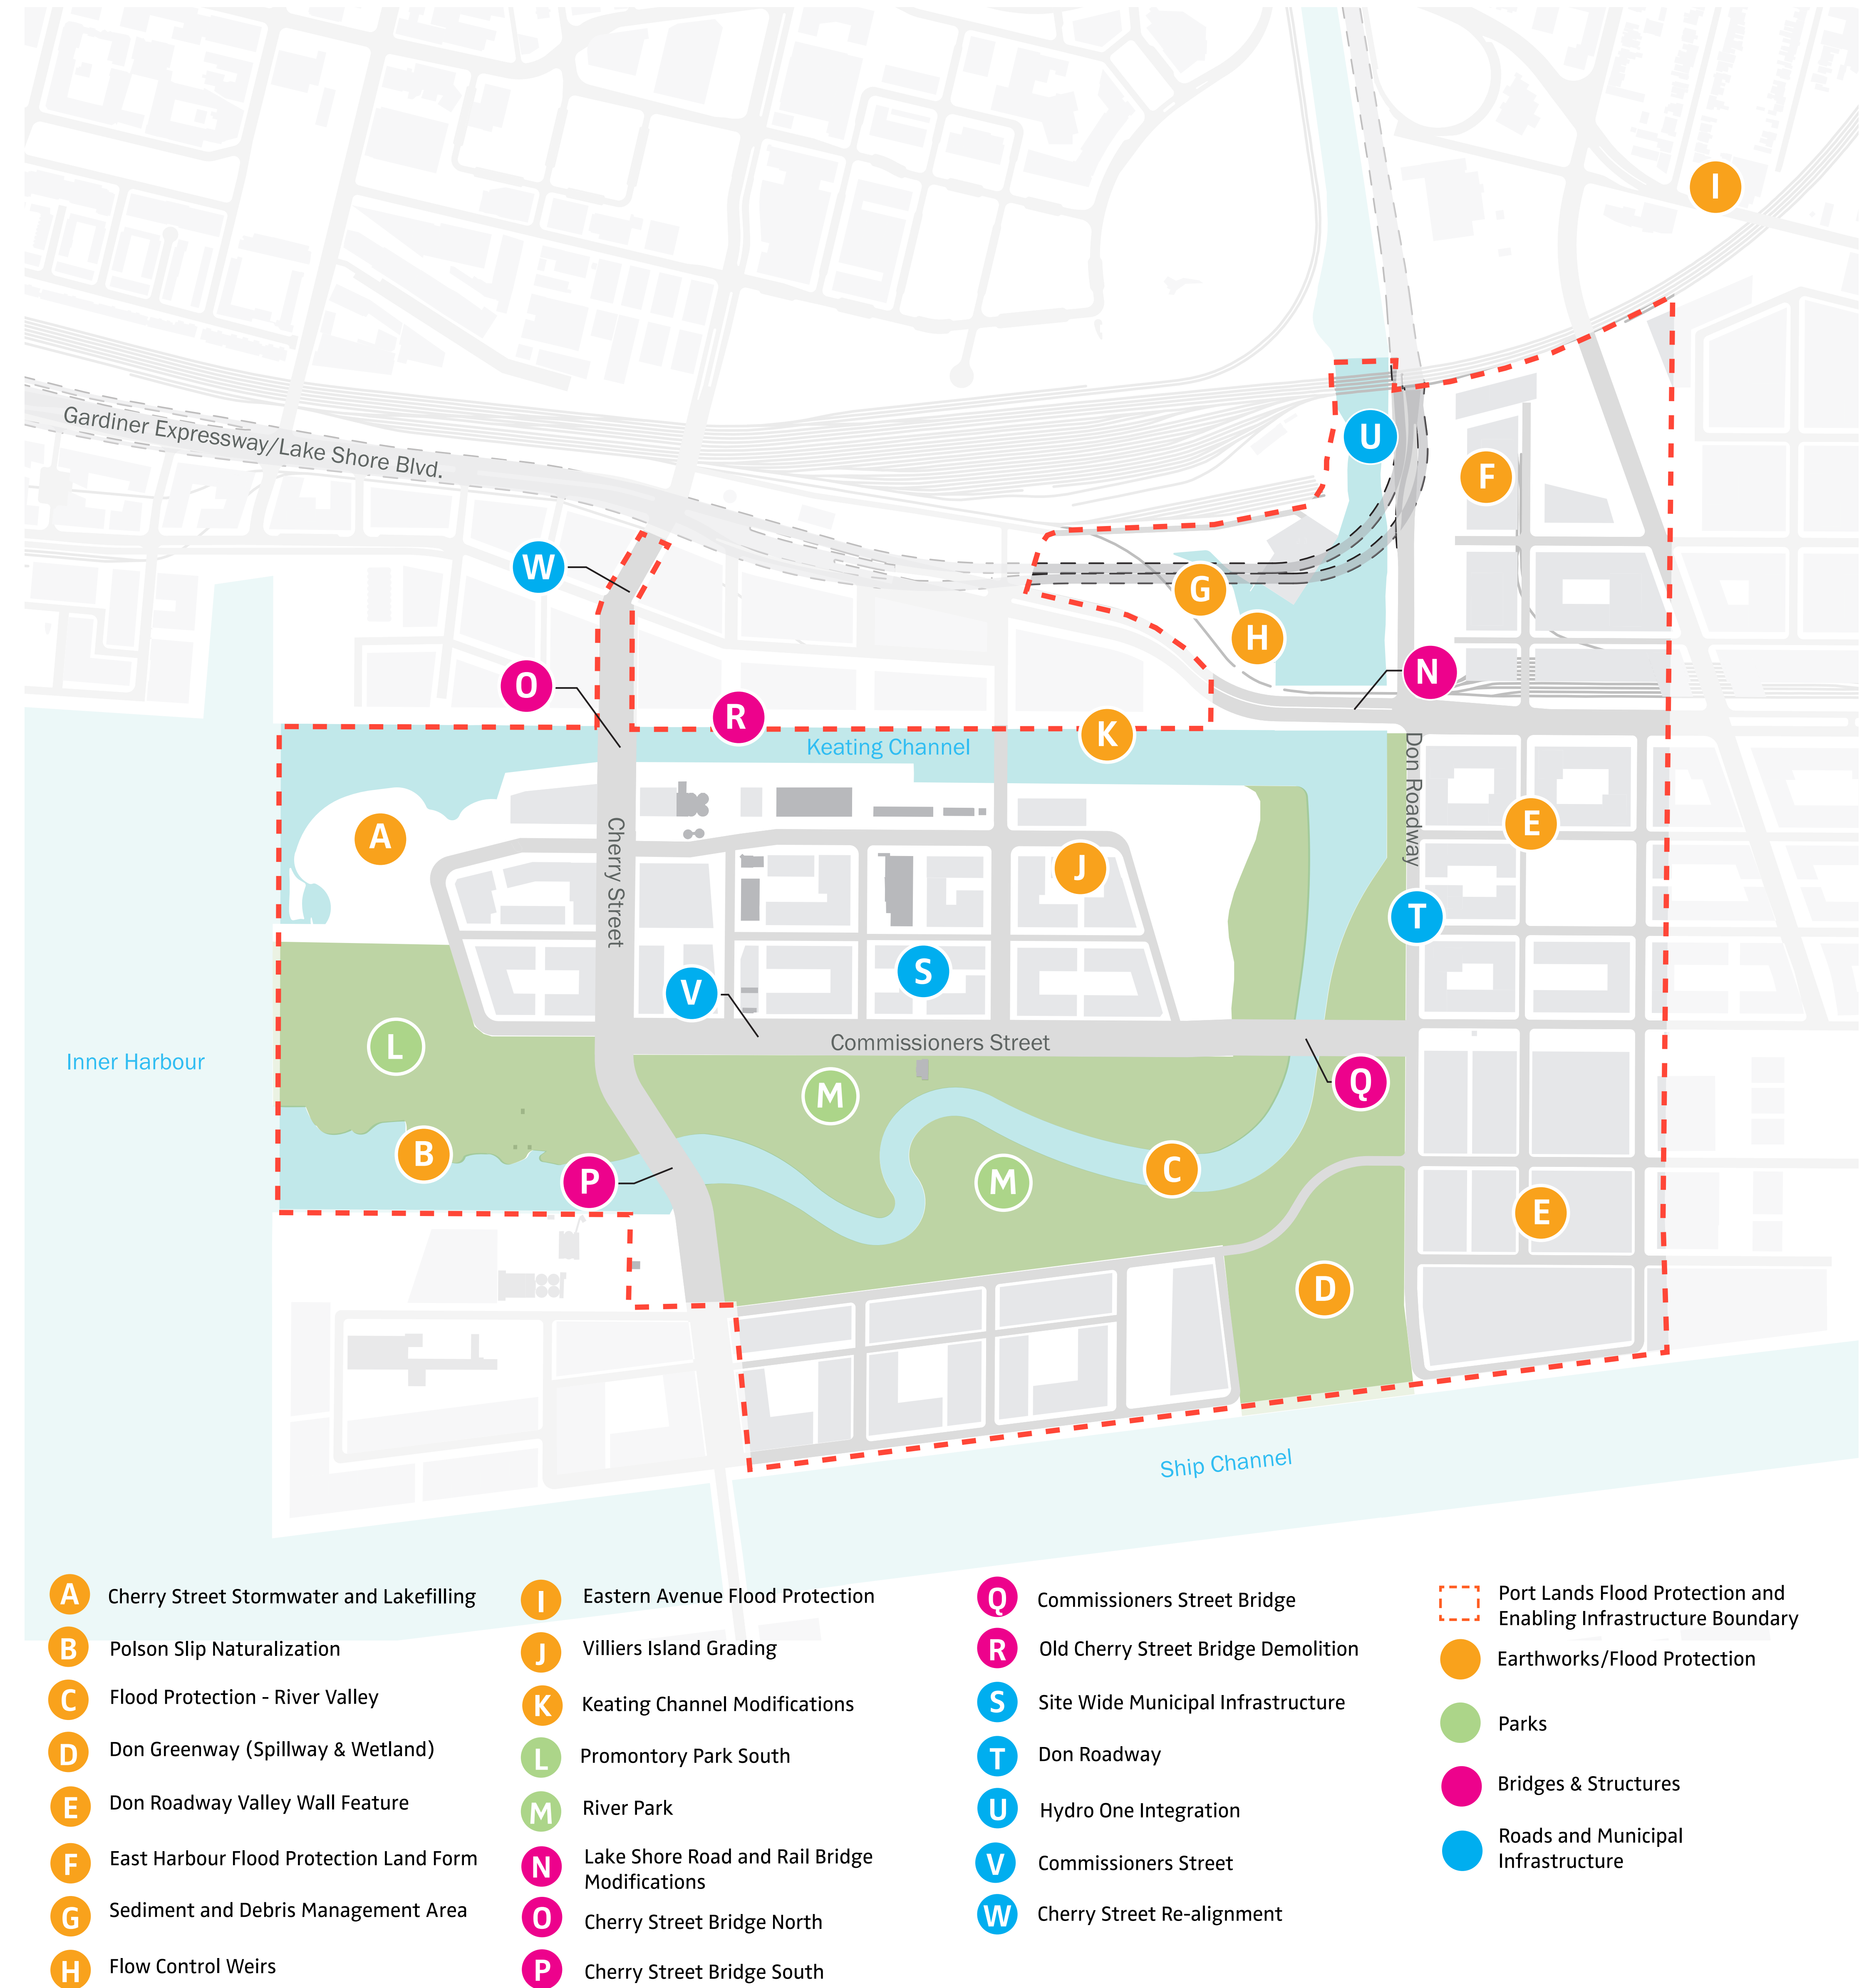 I
Gardiner Expressway/Lake Shore Blvd.
U
F
W
G
H
O
N
R
K
Keating Channel
Don Roadway
A
Cherry Street
E
J
T
S
V
Commissioners Street
L
Inner Harbour
M
Q
B
P
M
C
E
D
Ship Channel
A Cherry Street Stormwater and Lakefilling
B Polson Slip Naturalization
C Flood Protection - River Valley
D Don Greenway (Spillway & Wetland)
E Don Roadway Valley Wall Feature
F East Harbour Flood Protection Land Form
G Sediment and Debris Management Area
H Flow Control Weirs
I Eastern Avenue Flood Protection
J Villiers Island Grading
K Keating Channel Modifications
L Promontory Park South
M River Park
N Lake Shore Road and Rail Bridge
Modifications
O Cherry Street Bridge North
P Cherry Street Bridge South
Q Commissioners Street Bridge
R Old Cherry Street Bridge Demolition
S Site Wide Municipal Infrastructure
T Don Roadway
U Hydro One Integration
V Commissioners Street
W Cherry Street Re-alignment
Port Lands Flood Protection and
Enabling Infrastructure Boundary
Earthworks/Flood Protection
Parks
Bridges & Structures
Roads and Municipal
Infrastructure